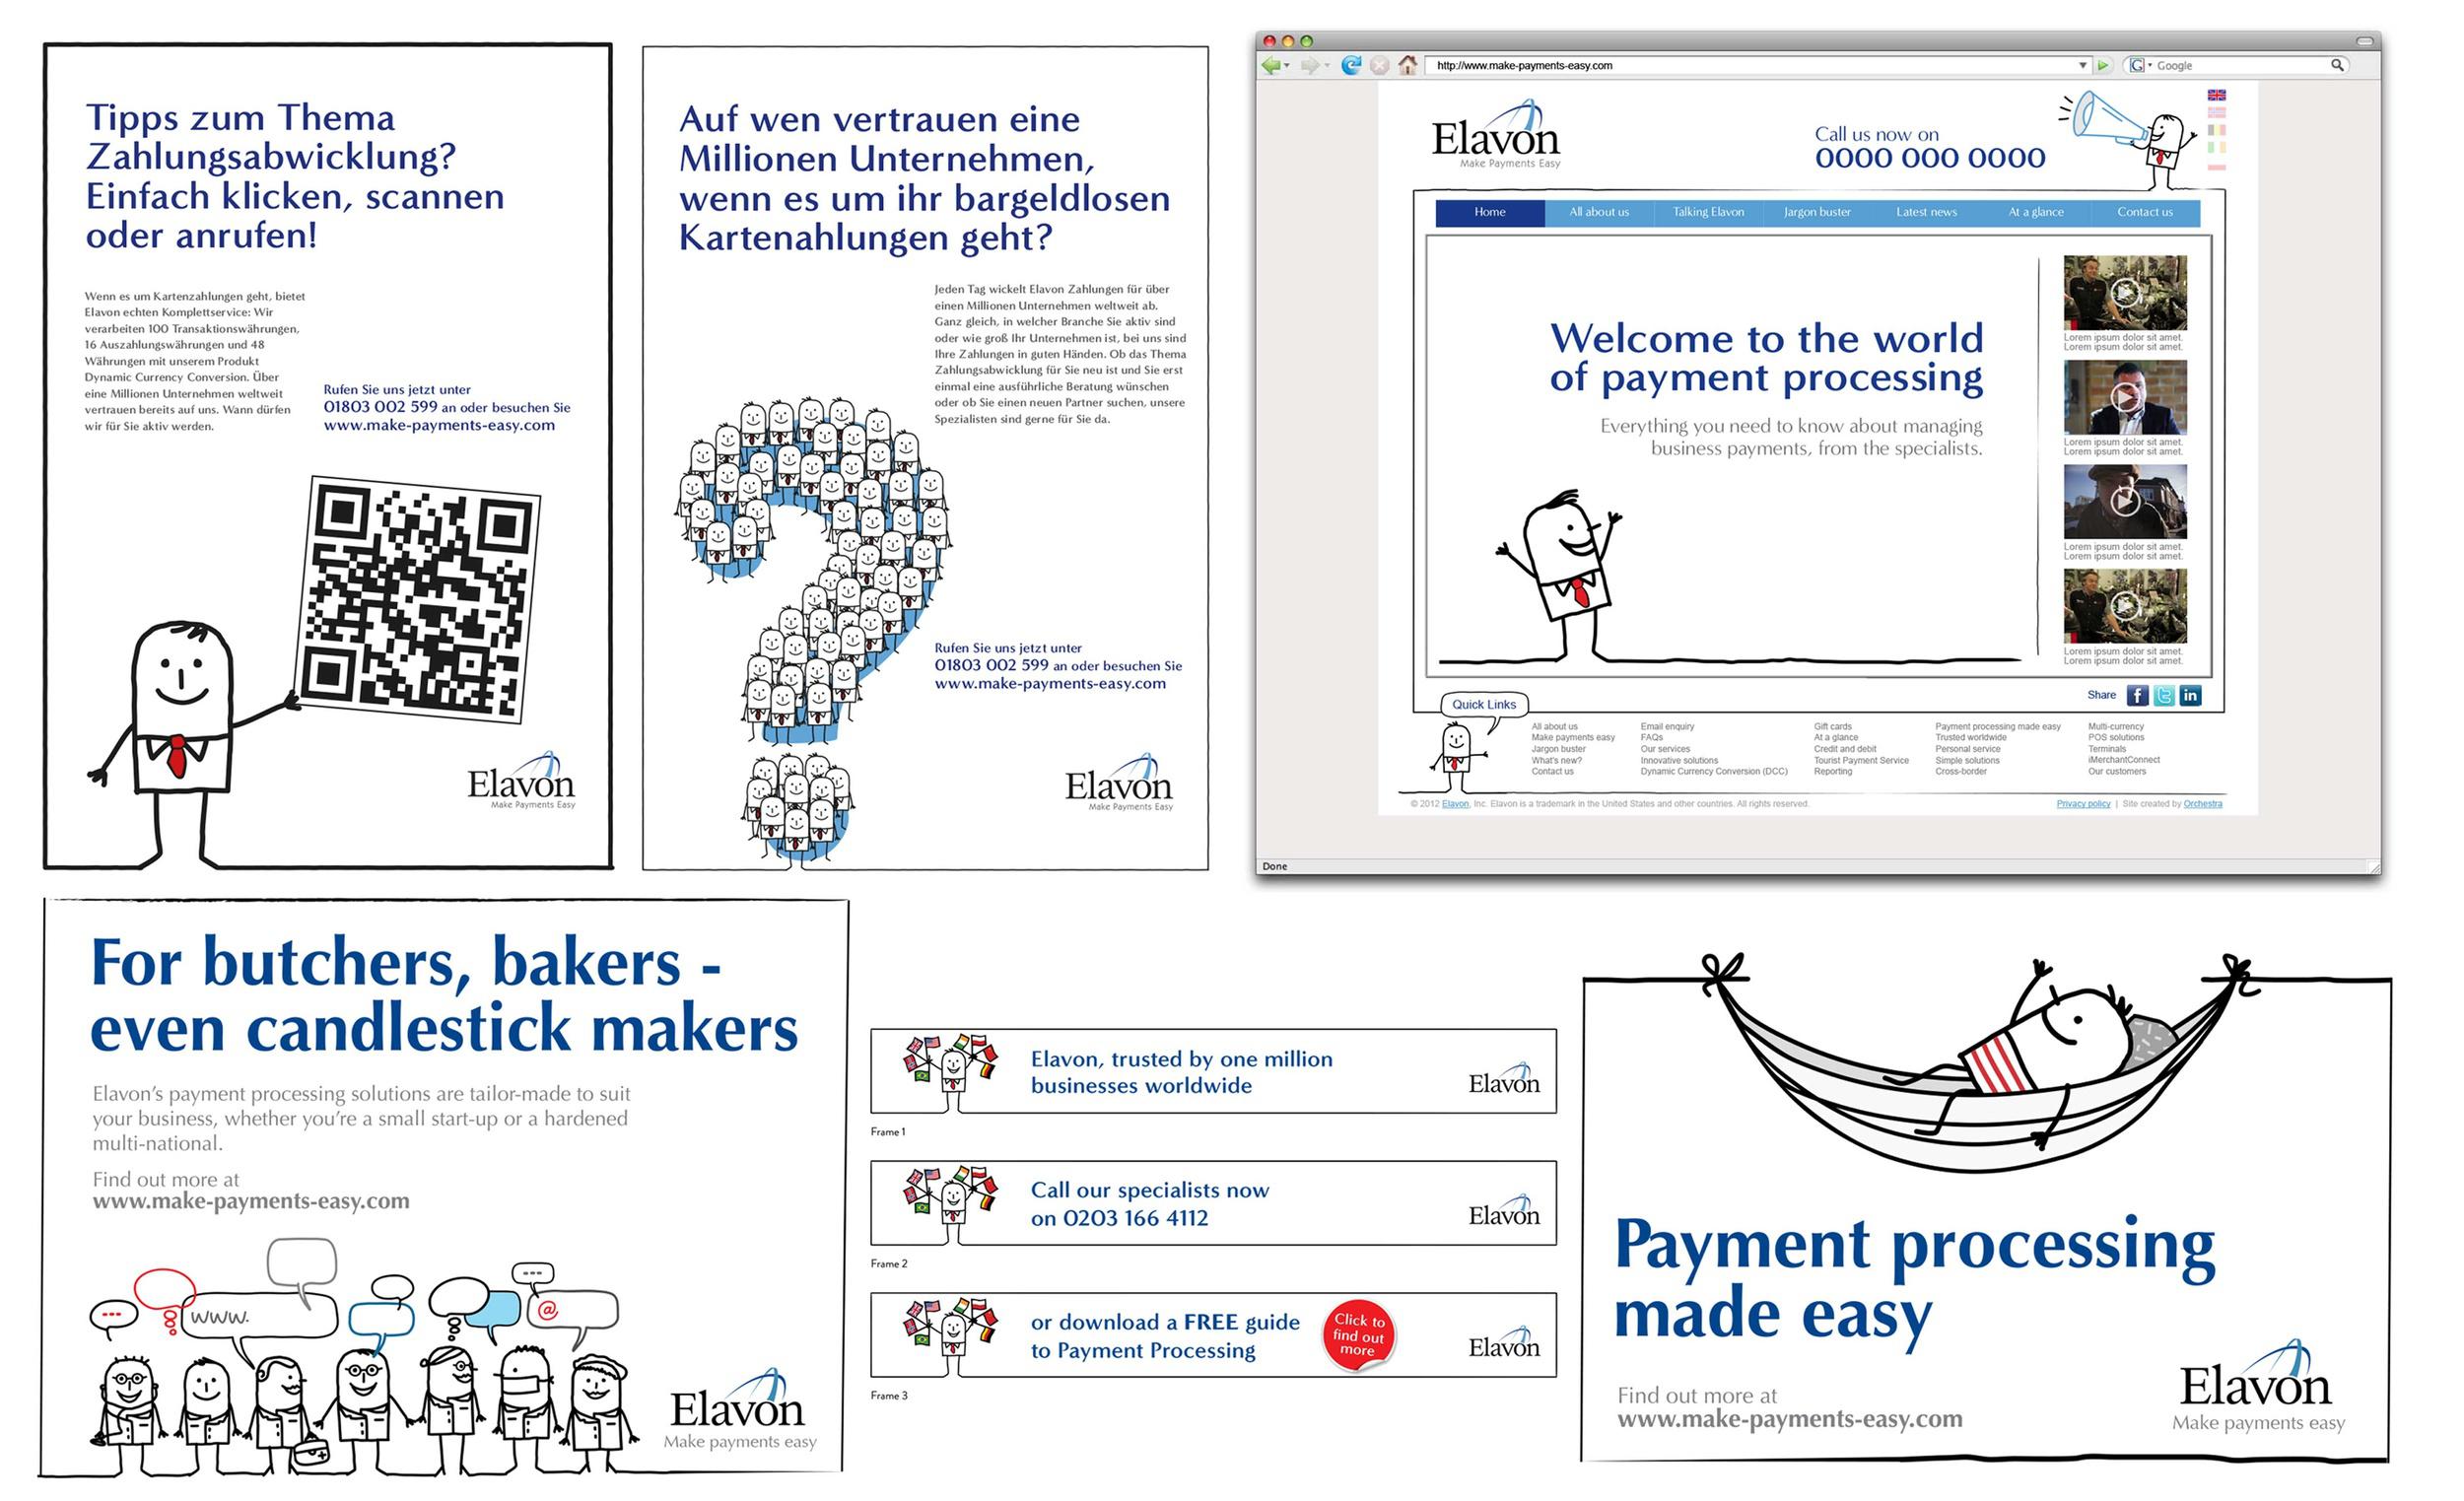 Tipps zum Thema
Zahlungsabwicklung?
Einfach klicken, scannen
oder anrufen!
Wenn es um Kartenzahlungen geht, bietet
Elavon echten Komplettservice: Wir
verarbeiten 100 Transaktionswährungen,
16 Auszahlungswährungen und 48
Währungen mit unserem Produkt
Dynamic Currency Conversion. Über
eine Millionen Unternehmen weltweit
vertrauen bereits auf uns. Wann dürfen
wir für Sie aktiv werden.
Rufen Sie uns jetzt unter
01803 002 599 an oder besuchen Sie
www.make-payments-easy.com
Elavon
Make Payments Easy
Auf wen vertrauen eine
Millionen Unternehmen,
wenn es um ihr bargeldlosen
Kartenahlungen geht?
Jeden Tag wickelt Elavon Zahlungen für über
einen Millionen Unternehmen weltweit ab.
Ganz gleich, in welcher Branche Sie aktiv sind
oder wie groß Ihr Unternehmen ist, bei uns sind
Ihre Zahlungen in guten Händen. Ob das Thema
Zahlungsabwicklung für Sie neu ist und Sie erst
einmal eine ausführliche Beratung wünschen
oder ob Sie einen neuen Partner suchen, unsere
Spezialisten sind gerne für Sie da.
Rufen Sie uns jetzt unter
01803 002 599 an oder besuchen Sie
www.make-payments-easy.com
Elavon
Make Payments Easy
http://www.make-payments-easy.com
G Google
Elavon
Make Payments Easy
Call us now on
0000 000 0000
Home All about us Talking Elavon Jargon buster Latest news At a glance Contact us
Welcome to the world
of payment processing
Everything you need to know about managing
business payments, from the specialists.
Lorem ipsum dolor sit amet.
Lorem ipsum dolor sit amet.
Lorem ipsum dolor sit amet.
Lorem ipsum dolor sit amet.
Lorem ipsum dolor sit amet.
Lorem ipsum dolor sit amet.
Lorem ipsum dolor sit amet.
Lorem ipsum dolor sit amet.
Share f t in
Quick Links
All about us
Make payments easy
Jargon buster
What's new?
Contact us
Email enquiry
FAQs
Our services
Innovative solutions
Dynamic Currency Conversion (DCC)
Gift cards
At a glance
Credit and debit
Tourist Payment Service
Reporting
Payment processing made easy
Trusted worldwide
Personal service
Simple solutions
Cross-border
Multi-currency
POS solutions
Terminals
iMerchantConnect
Our customers
© 2012 Elavon, Inc. Elavon is a trademark in the United States and other countries. All rights reserved.
Privacy policy | Site created by Orchestra
Done
For butchers, bakers -
even candlestick makers
Elavon's payment processing solutions are tailor-made to suit
your business, whether you're a small start-up or a hardened
multi-national.
Find out more at
www.make-payments-easy.com
www.
@
Elavon
Make payments easy
Elavon, trusted by one million
businesses worldwide
Elavon
Frame 1
Call our specialists now
on 0203 166 4112
Elavon
Frame 2
or download a FREE guide
to Payment Processing
Click to
find out
more
Elavon
Frame 3
Payment processing
made easy
Find out more at
www.make-payments-easy.com
Elavon
Make payments easy